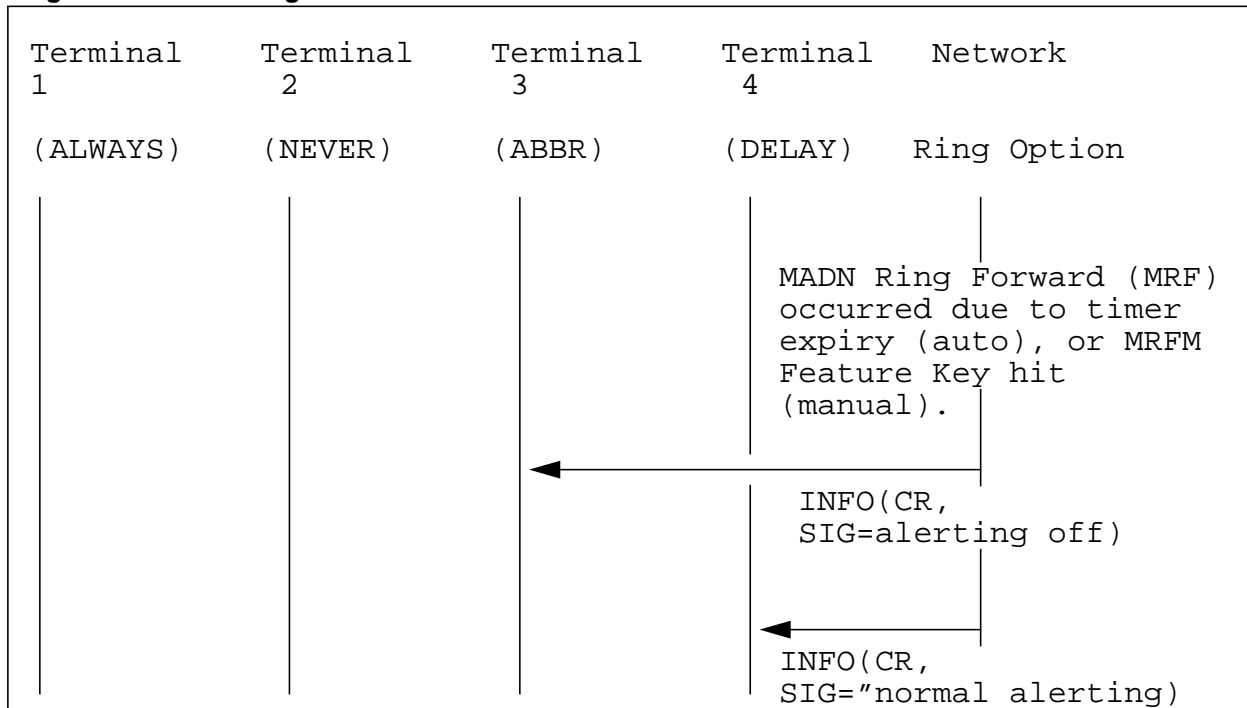 Terminal Terminal Terminal Terminal Network
1 2 3 4
(ALWAYS) (NEVER) (ABBR) (DELAY) Ring Option
MADN Ring Forward (MRF)
occurred due to timer
expiry (auto), or MRFM
Feature Key hit
(manual).
INFO(CR,
SIG=alerting off)
INFO(CR,
SIG=″normal alerting)